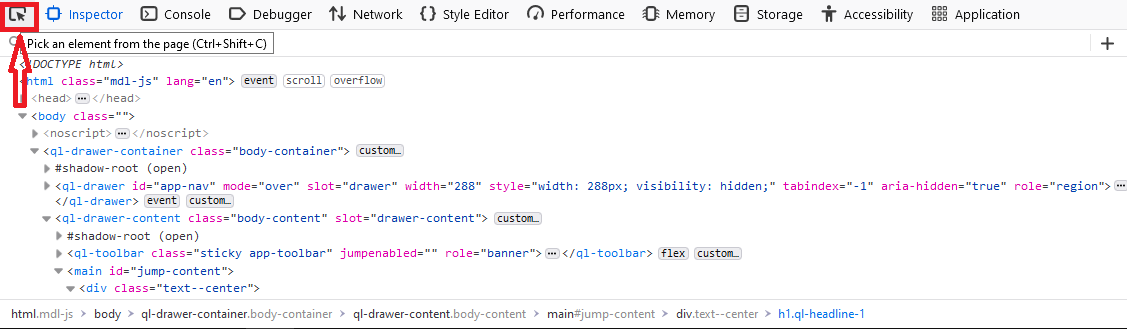 Inspector Console Debugger Network Style Editor Performance Memory Storage Accessibility Application
Pick an element from the page (Ctrl+Shift+C)
<!DOCTYPE html>
<html class="mdl-js" lang="en"> event scroll overflow
<head> ··· </head>
<body class="">
<noscript> ··· </noscript>
<ql-drawer-container class="body-container"> custom…
#shadow-root (open)
<ql-drawer id="app-nav" mode="over" slot="drawer" width="288" style="width: 288px; visibility: hidden;" tabindex="-1" aria-hidden="true" role="region"> ···
</ql-drawer> event custom…
<ql-drawer-content class="body-content" slot="drawer-content"> custom…
#shadow-root (open)
<ql-toolbar class="sticky app-toolbar" jumpenabled="" role="banner"> ··· </ql-toolbar> flex custom…
<main id="jump-content">
<div class="text--center">
html.mdl-js > body > ql-drawer-container.body-container > ql-drawer-content.body-content > main#jump-content > div.text--center > h1.ql-headline-1